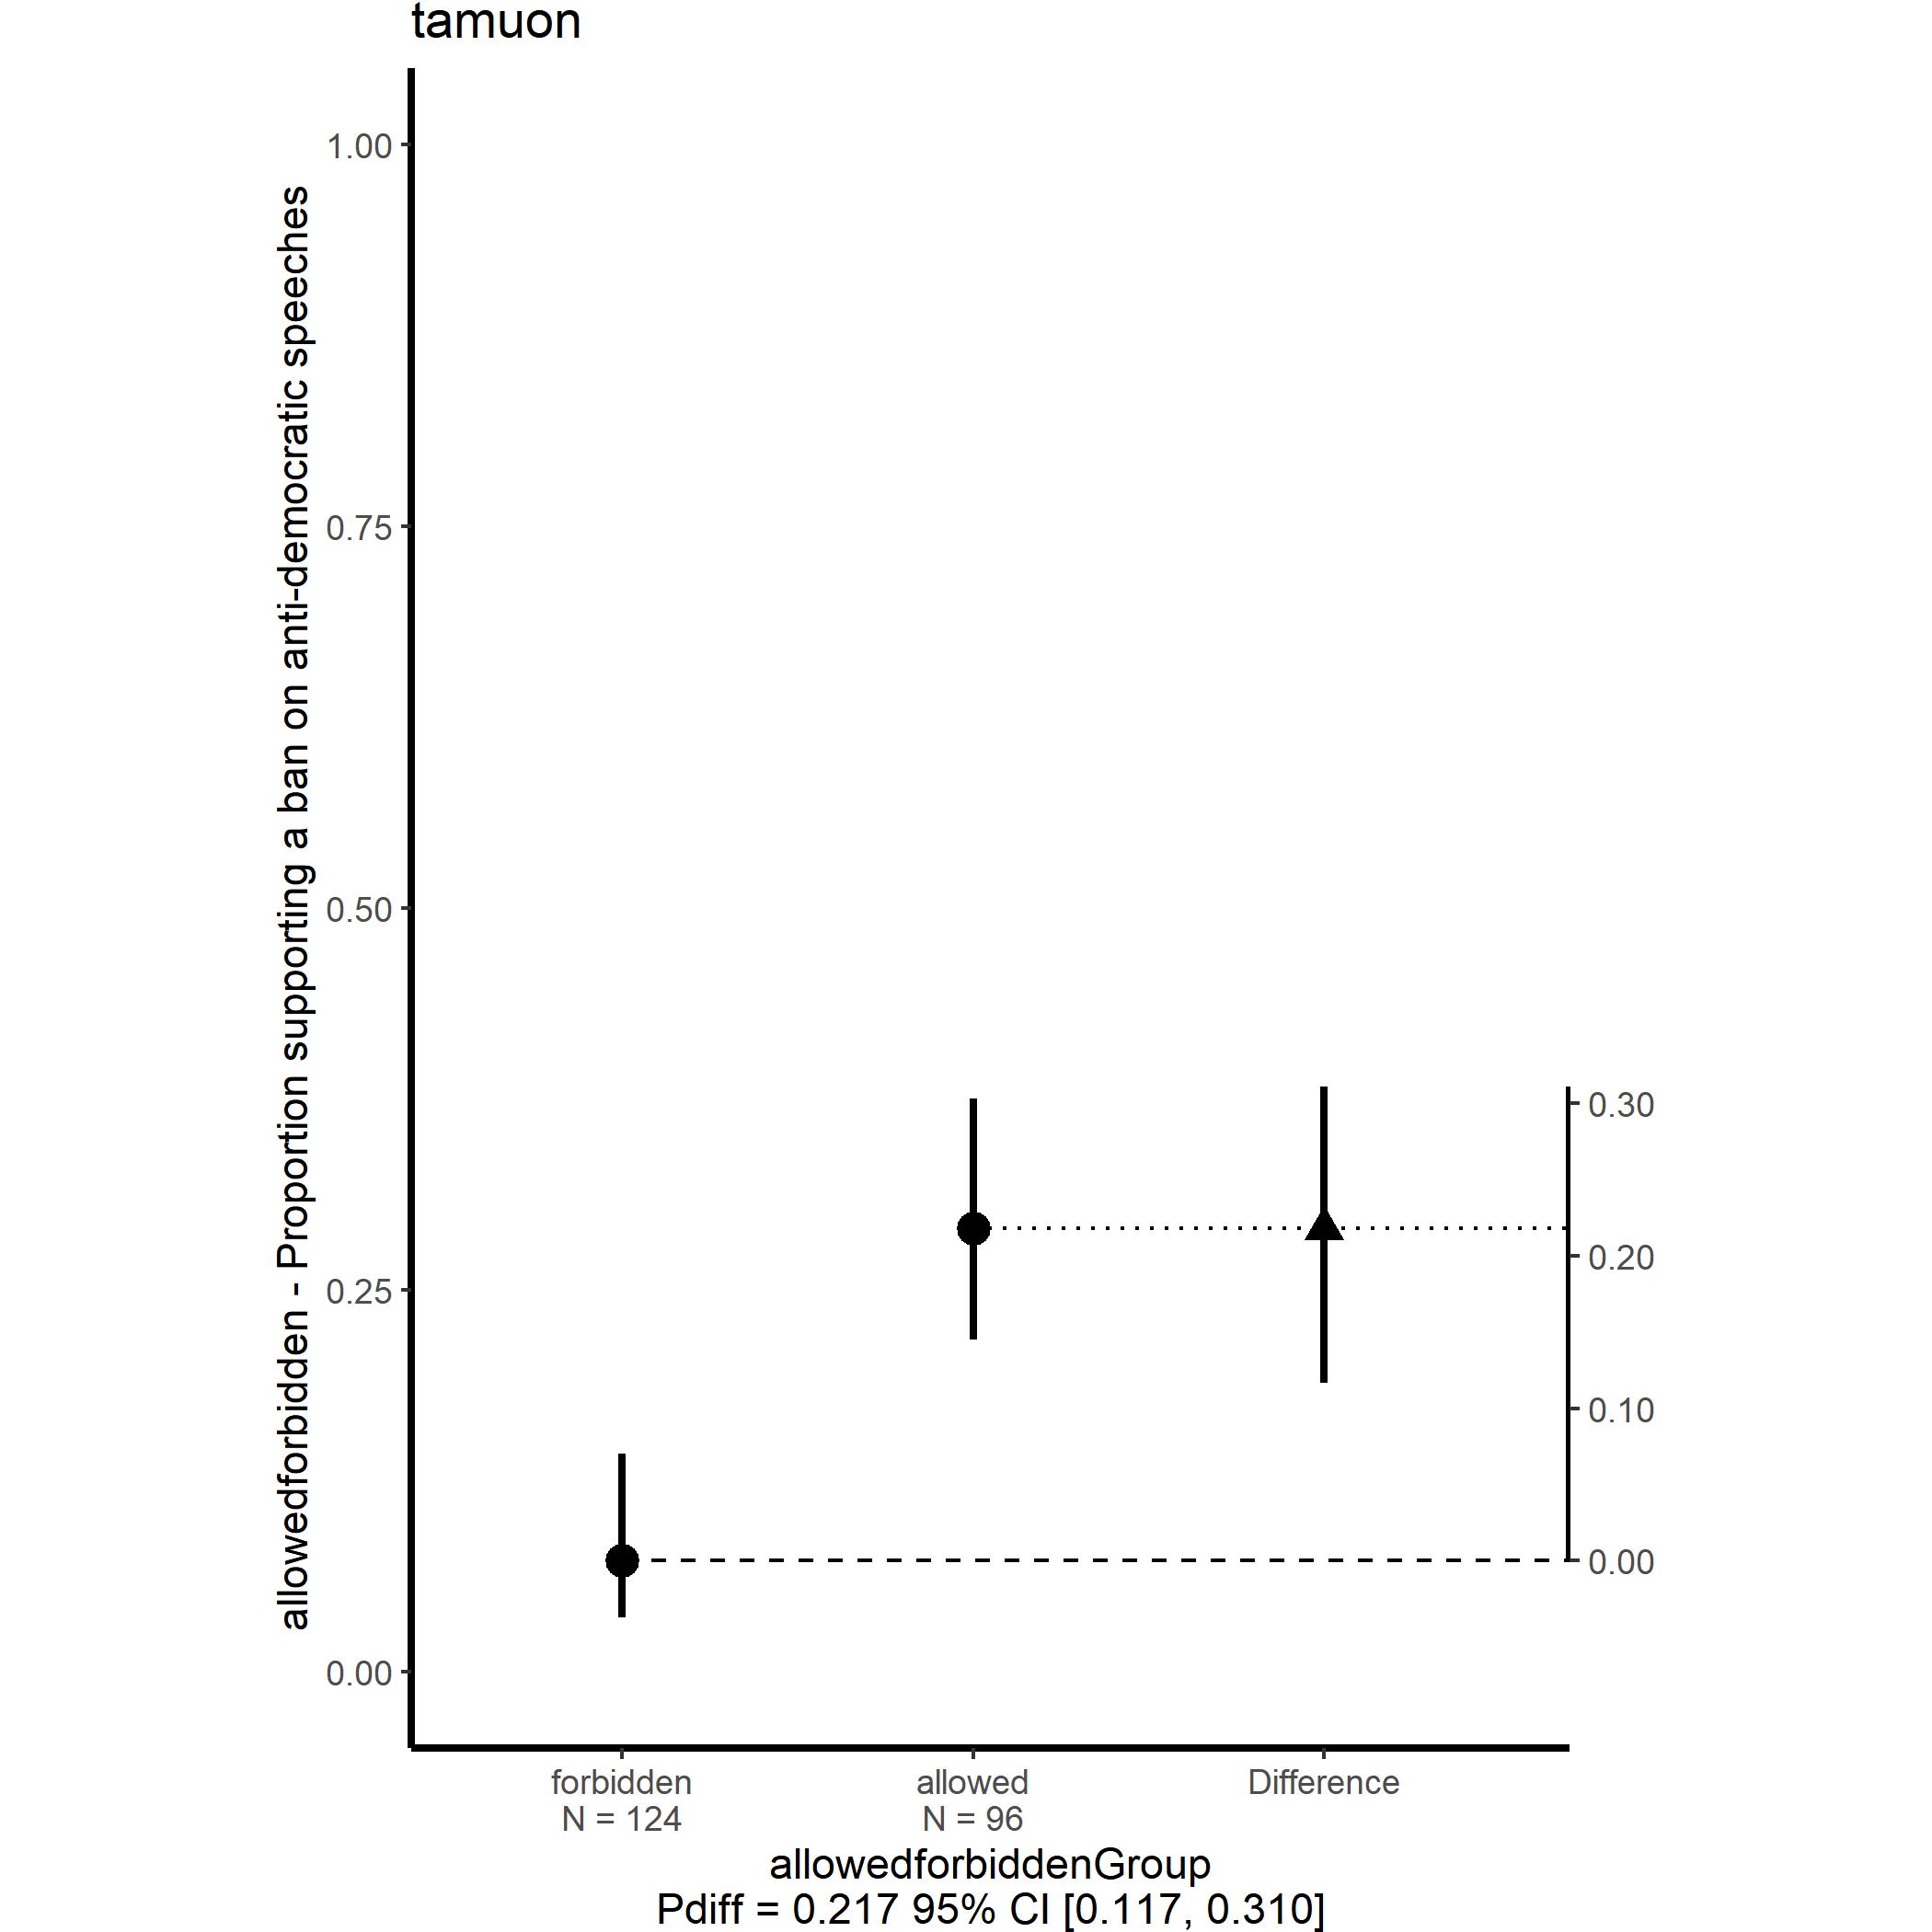 tamuon
allowedforbidden - Proportion supporting a ban on anti-democratic speeches
1.00
0.75
0.50
0.25
0.00
0.30
0.20
0.10
0.00
forbidden
N = 124
allowed
N = 96
Difference
allowedforbiddenGroup
Pdiff = 0.217 95% CI [0.117, 0.310]